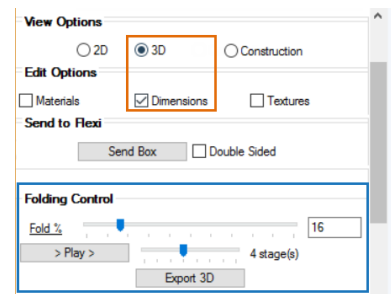 View Options
2D 3D Construction
Edit Options
Materials Dimensions Textures
Send to Flexi
Send Box Double Sided
Folding Control
Fold % 16
> Play > 4 stage(s)
Export 3D